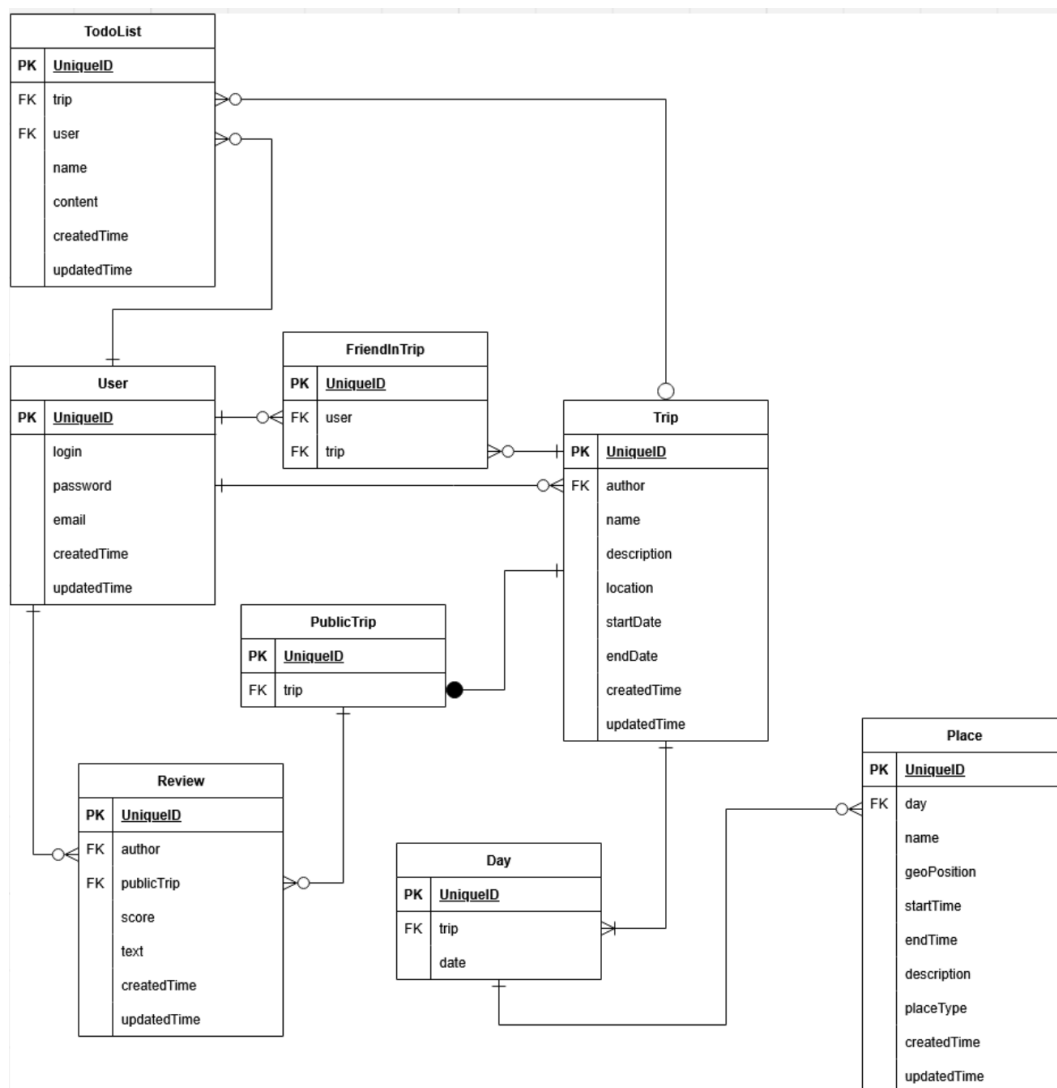 TodoList
PK UniqueID
FK trip
FK user
name
content
createdTime
updatedTime
User
PK UniqueID
login
password
email
createdTime
updatedTime
FriendInTrip
PK UniqueID
FK user
FK trip
Trip
PK UniqueID
FK author
name
description
location
startDate
endDate
createdTime
updatedTime
PublicTrip
PK UniqueID
FK trip
Review
PK UniqueID
FK author
FK publicTrip
score
text
createdTime
updatedTime
Day
PK UniqueID
FK trip
date
Place
PK UniqueID
FK day
name
geoPosition
startTime
endTime
description
placeType
createdTime
updatedTime